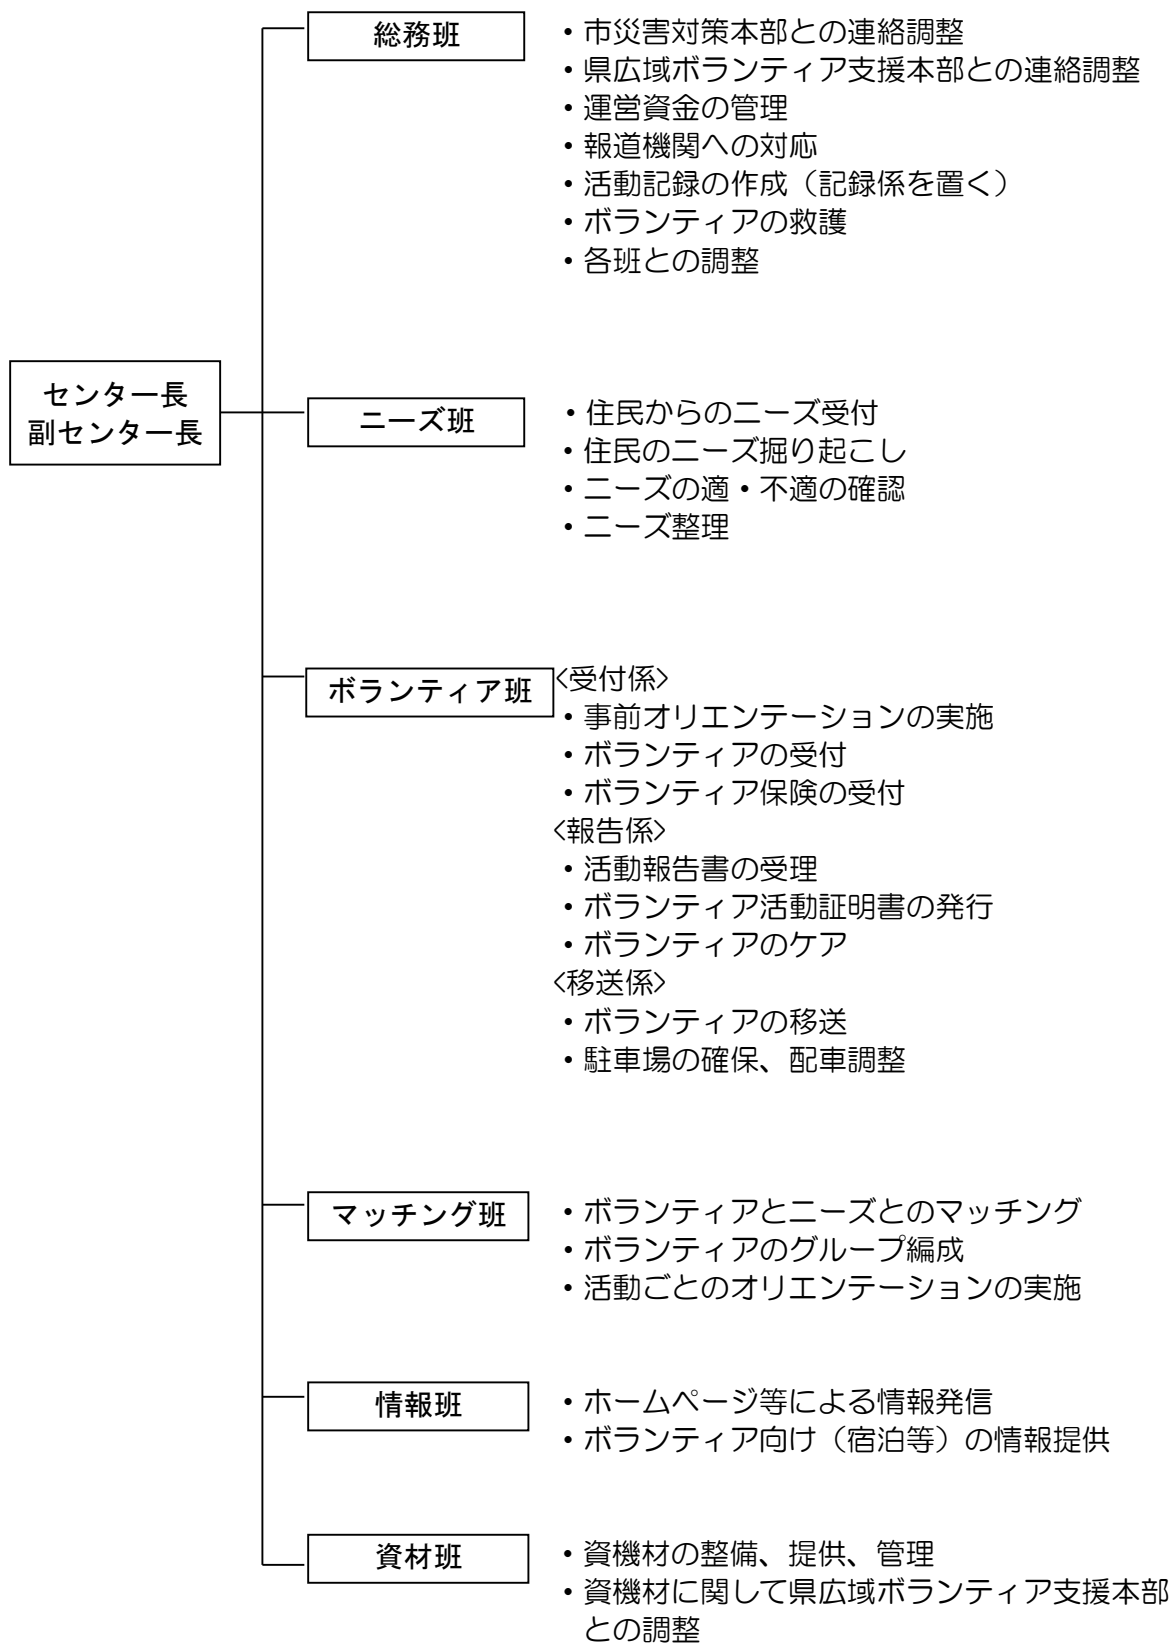 総務班
・市災害対策本部との連絡調整
・県広域ボランティア支援本部との連絡調整
・運営資金の管理
・報道機関への対応
・活動記録の作成（記録係を置く）
・ボランティアの救護
・各班との調整
センター長
副センター長
ニーズ班
・住民からのニーズ受付
・住民のニーズ掘り起こし
・ニーズの適・不適の確認
・ニーズ整理
ボランティア班
<受付係>
・事前オリエンテーションの実施
・ボランティアの受付
・ボランティア保険の受付
<報告係>
・活動報告書の受理
・ボランティア活動証明書の発行
・ボランティアのケア
<移送係>
・ボランティアの移送
・駐車場の確保、配車調整
マッチング班
・ボランティアとニーズとのマッチング
・ボランティアのグループ編成
・活動ごとのオリエンテーションの実施
情報班
・ホームページ等による情報発信
・ボランティア向け（宿泊等）の情報提供
資材班
・資機材の整備、提供、管理
・資機材に関して県広域ボランティア支援本部
との調整